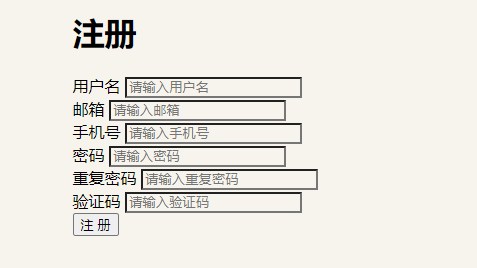 注册
用户名 请输入用户名
邮箱 请输入邮箱
手机号 请输入手机号
密码 请输入密码
重复密码 请输入重复密码
验证码 请输入验证码
注 册